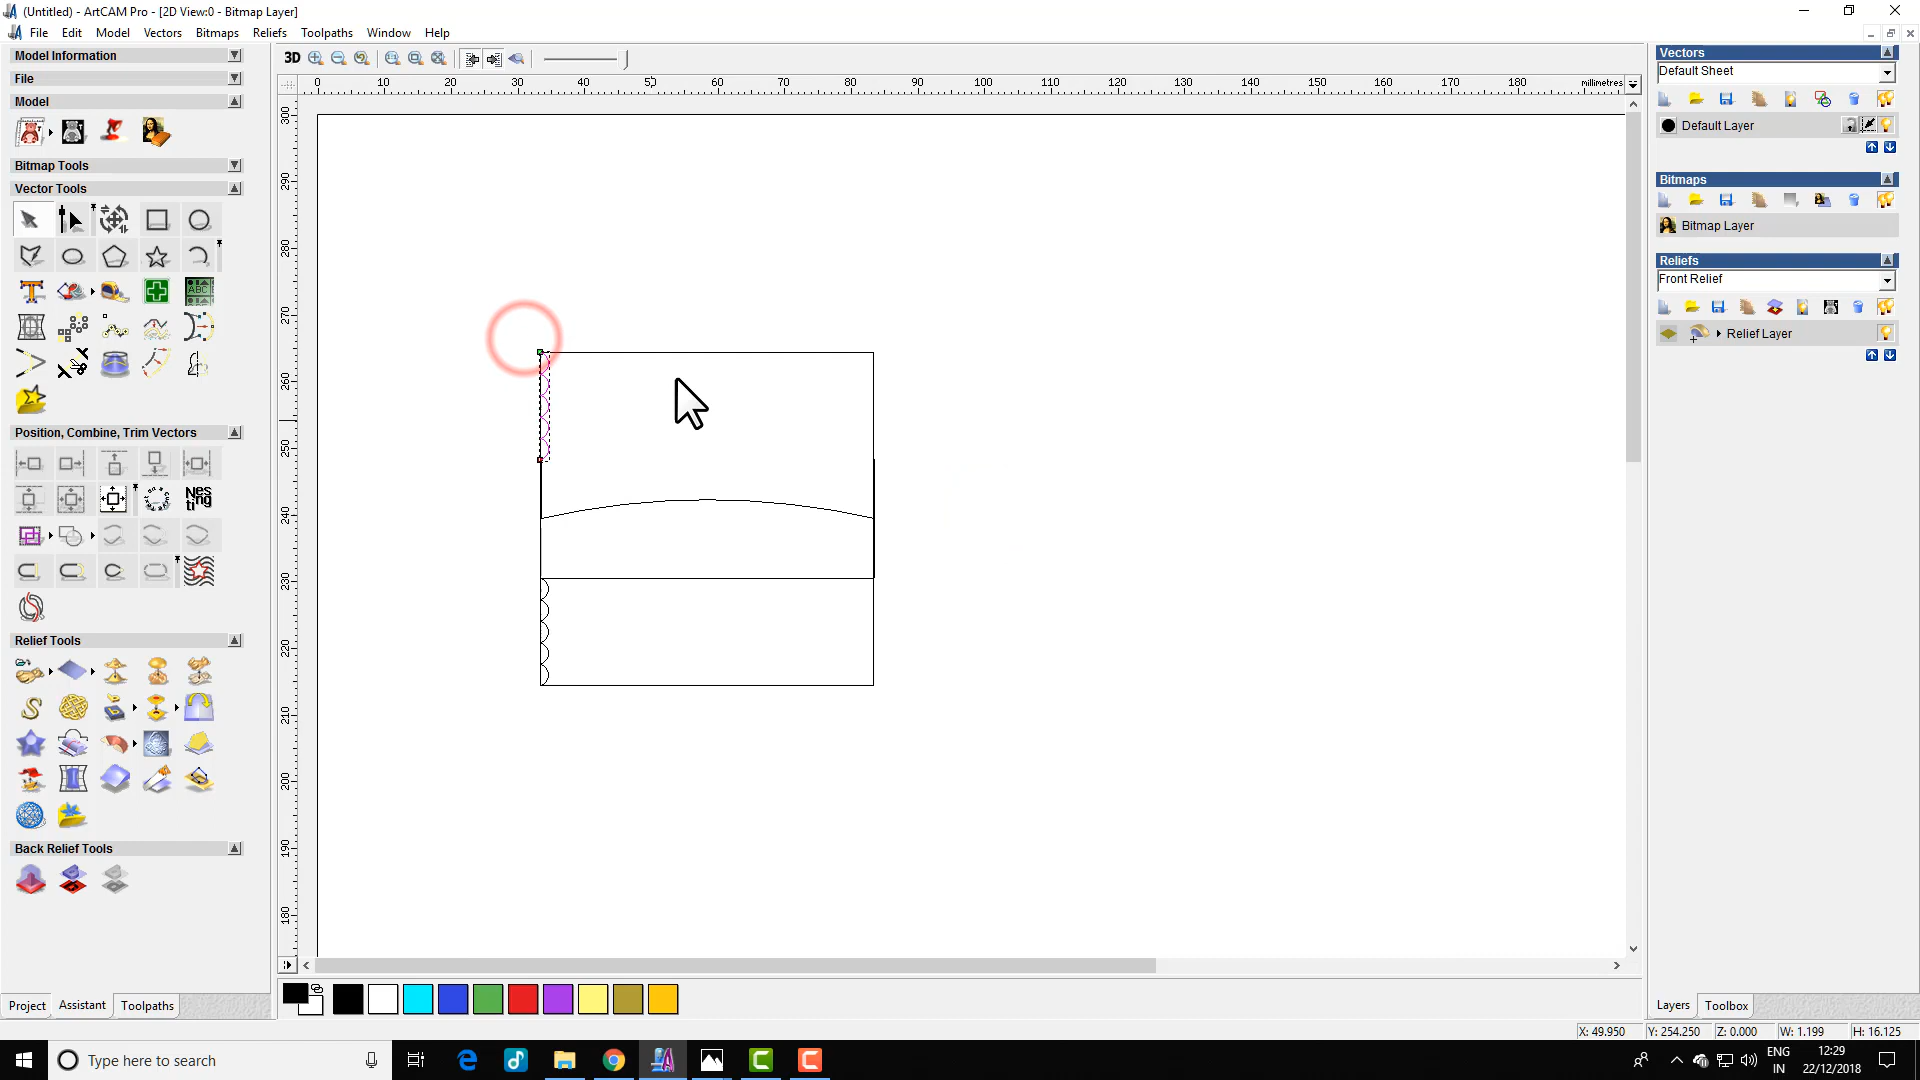 (Untitled) - ArtCAM Pro - [2D View:0 - Bitmap Layer]
File Edit Model Vectors Bitmaps Reliefs Toolpaths Window Help
Model Information
File
Model
Bitmap Tools
Vector Tools
Position, Combine, Trim Vectors
Nes
ting
Relief Tools
Back Relief Tools
Project Assistant Toolpaths
3D
0 10 20 30 40 50 60 70 80 90 100 110 120 130 140 150 160 170 180 millimetres
300
290
280
270
260
250
240
230
220
210
200
190
180
Vectors
Default Sheet
Default Layer
Bitmaps
Bitmap Layer
Reliefs
Front Relief
Relief Layer
Layers Toolbox
X: 49.950 Y: 254.250 Z: 0.000 W: 1.199 H: 16.125
Type here to search
ENG
IN
12:29
22/12/2018